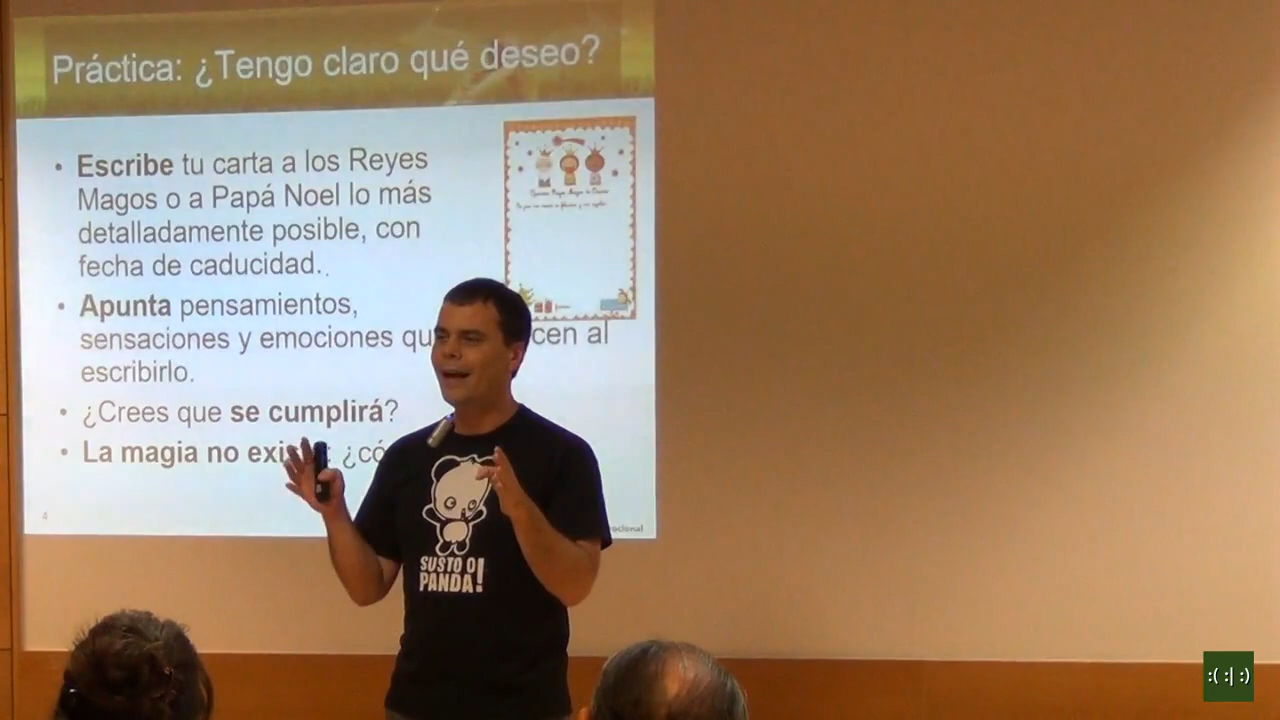 Práctica: ¿Tengo claro qué deseo?
• Escribe tu carta a los Reyes
Magos o a Papá Noel lo más
detalladamente posible, con
fecha de caducidad. .
• Apunta pensamientos,
sensaciones y emociones qu cen al
escribirlo.
• ¿Crees que se cumplirá?
• La magia no exi : ¿có
4
ocional
SUSTO O
PANDA!
:( :| :)